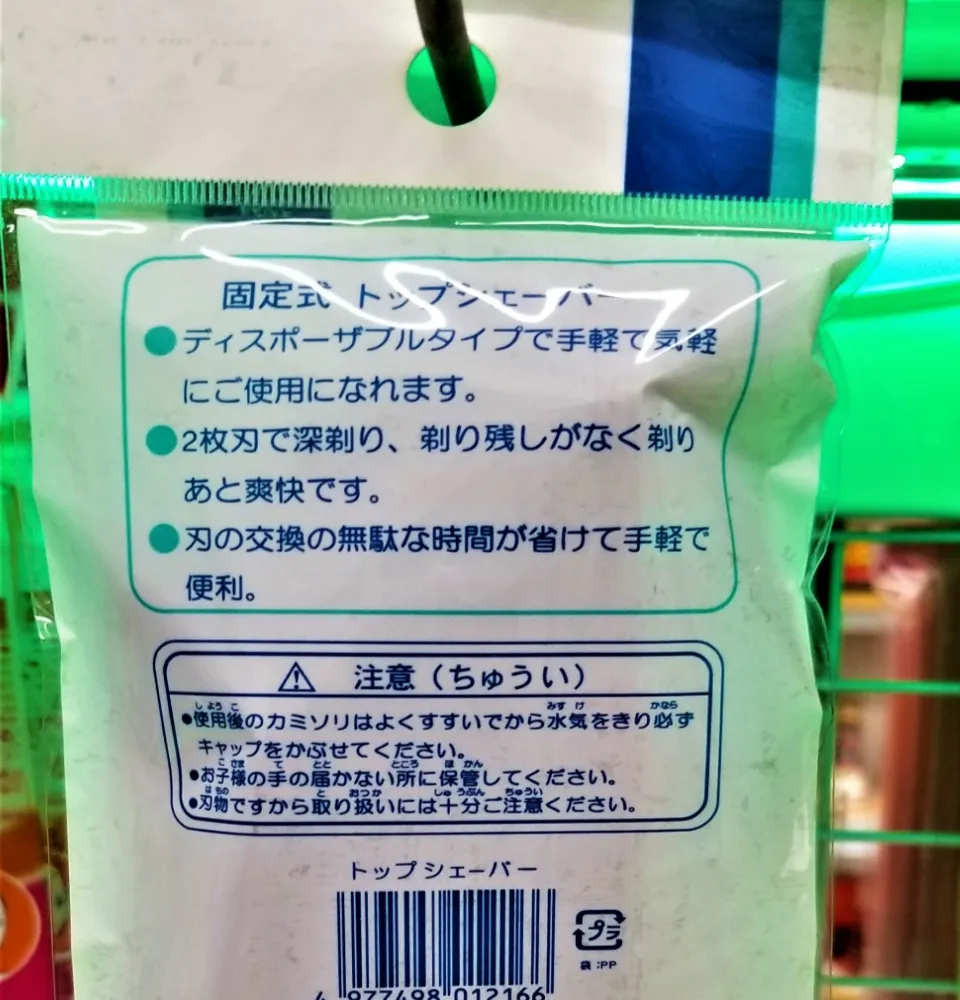 固定式 トップシェーバー
●ディスポーザブルタイプで手軽で気軽
にご使用になれます。
●2枚刃で深剃り、剃り残しがなく剃り
あと爽快です。
●刃の交換の無駄な時間が省けて手軽で
便利。
⚠ 注意(ちゅうい)
●使用後のカミソリはよくすすいでから水気をきり必ず
キャップをかぶせてください。
●お子様の手の届かない所に保管してください。
●刃物ですから取り扱いには十分ご注意ください。
トップシェーバー
プラ
袋:PP
4 977498 012166